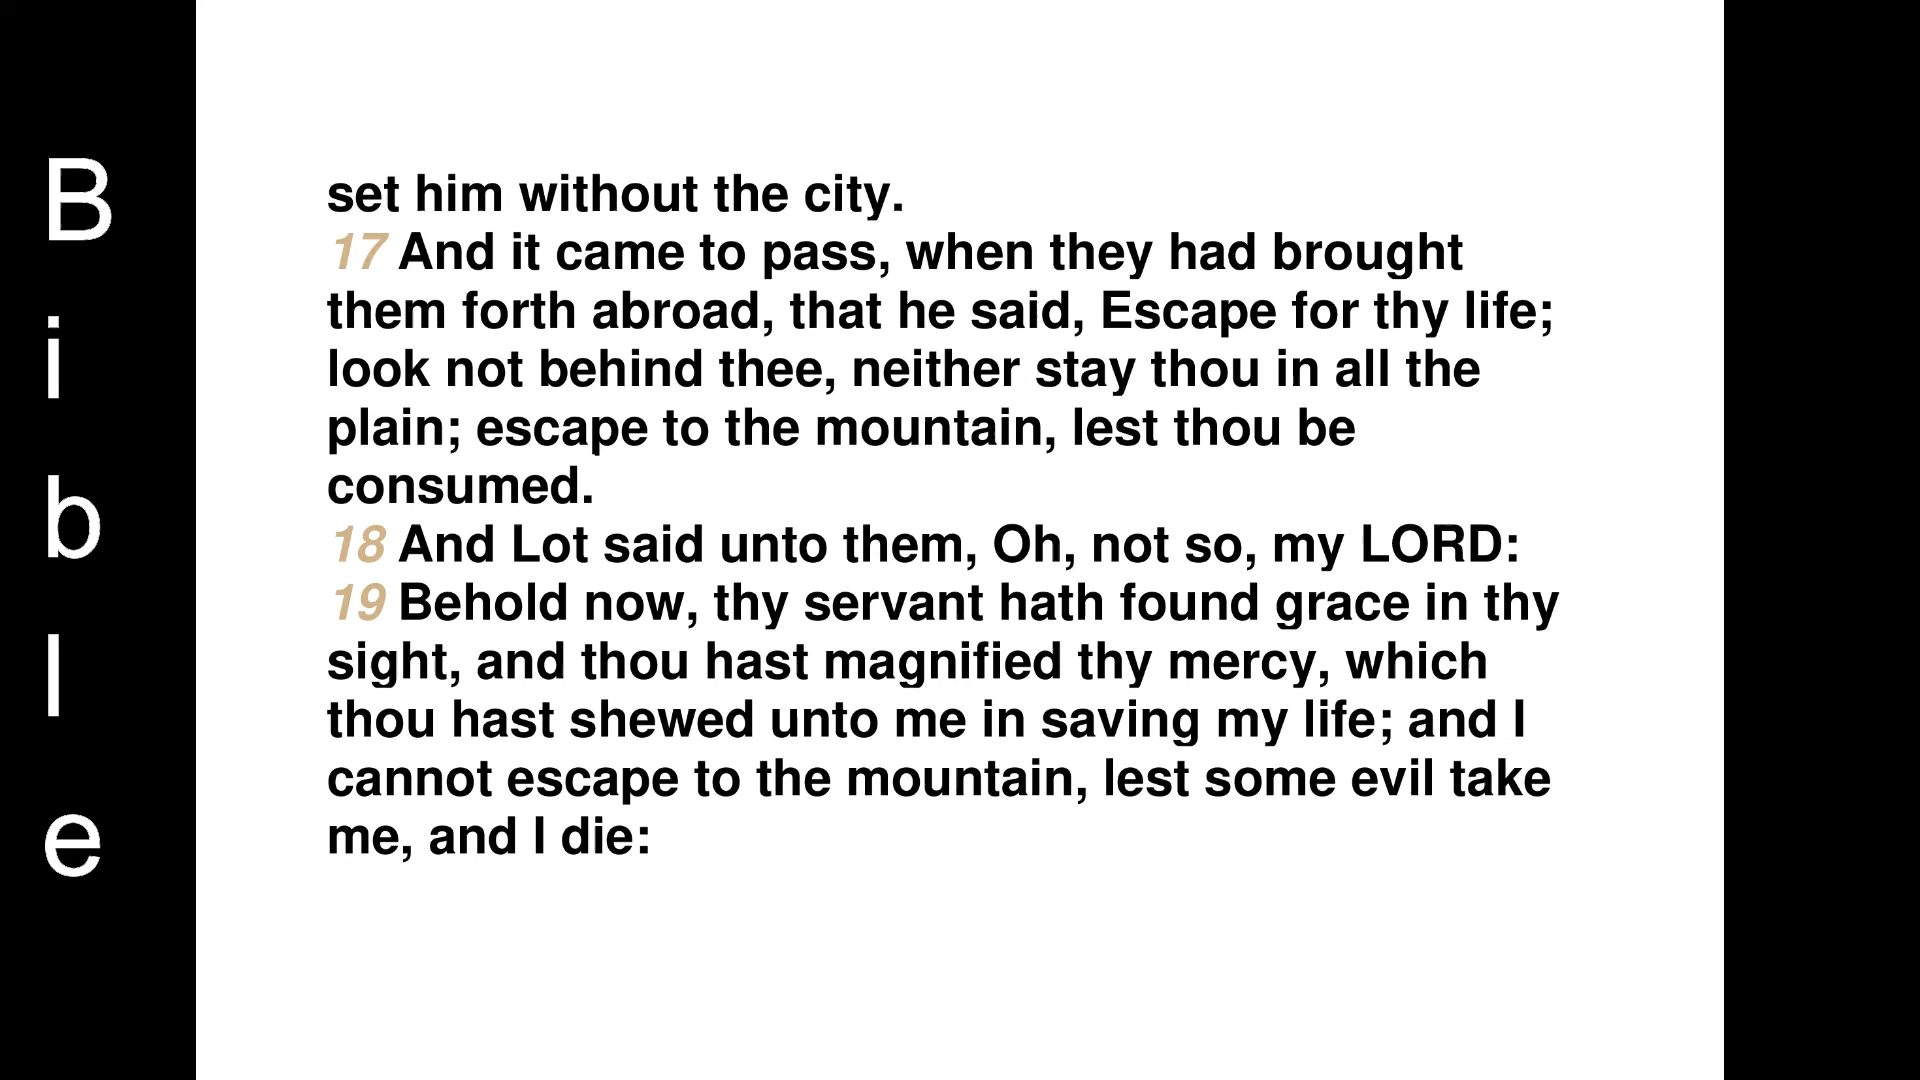 Bible
set him without the city.
17 And it came to pass, when they had brought
them forth abroad, that he said, Escape for thy life;
look not behind thee, neither stay thou in all the
plain; escape to the mountain, lest thou be
consumed.
18 And Lot said unto them, Oh, not so, my LORD:
19 Behold now, thy servant hath found grace in thy
sight, and thou hast magnified thy mercy, which
thou hast shewed unto me in saving my life; and I
cannot escape to the mountain, lest some evil take
me, and I die: